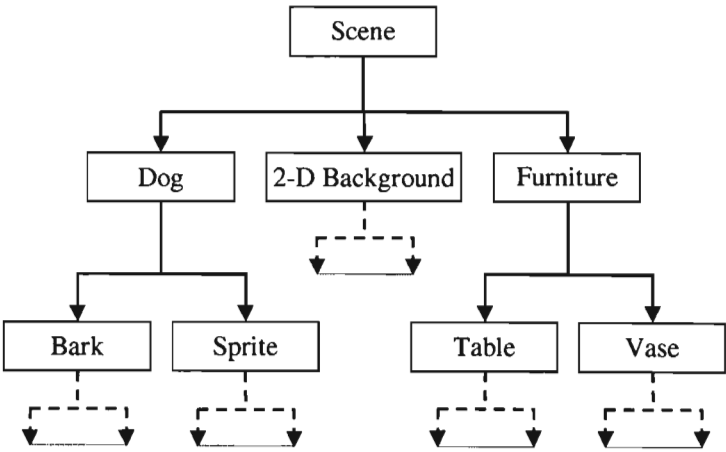 Scene
Dog
2-D Background
Furniture
Bark
Sprite
Table
Vase